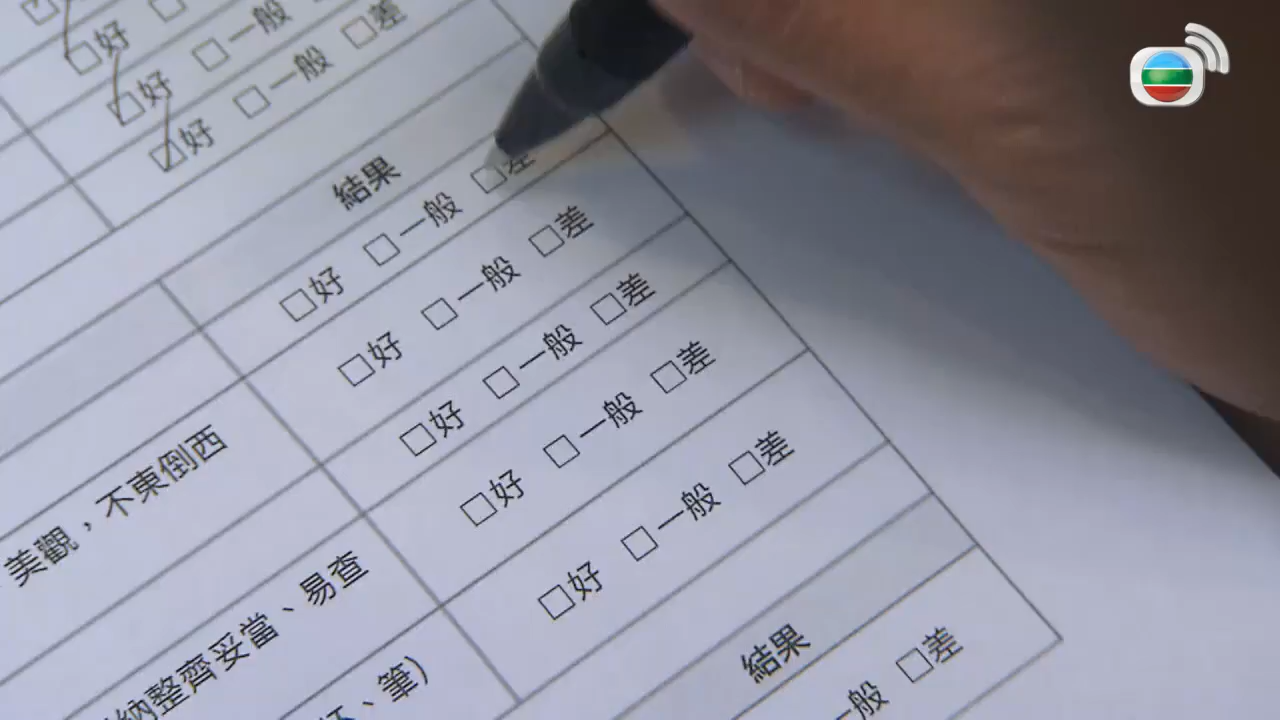 好
好 一般
好 一般 差
結果
好 一般 差
好 一般 差
美觀，不東倒西
好 一般 差
好 一般 差
納整齊妥當、易查
好 一般 差
、筆）
結果
一般 差